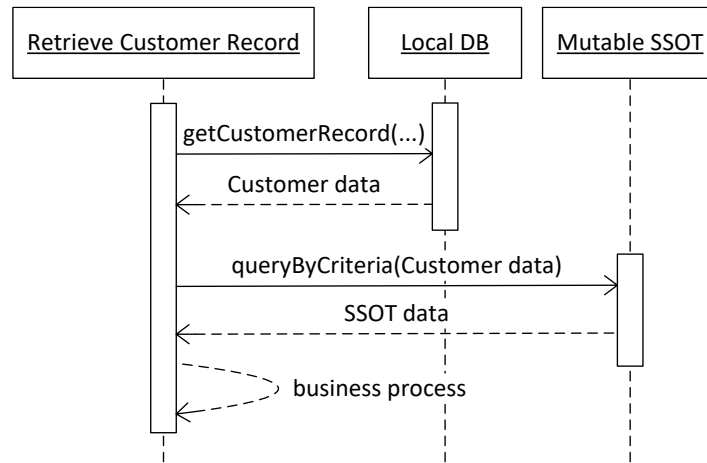 Retrieve Customer Record
Local DB
Mutable SSOT
getCustomerRecord(...)
Customer data
queryByCriteria(Customer data)
SSOT data
business process